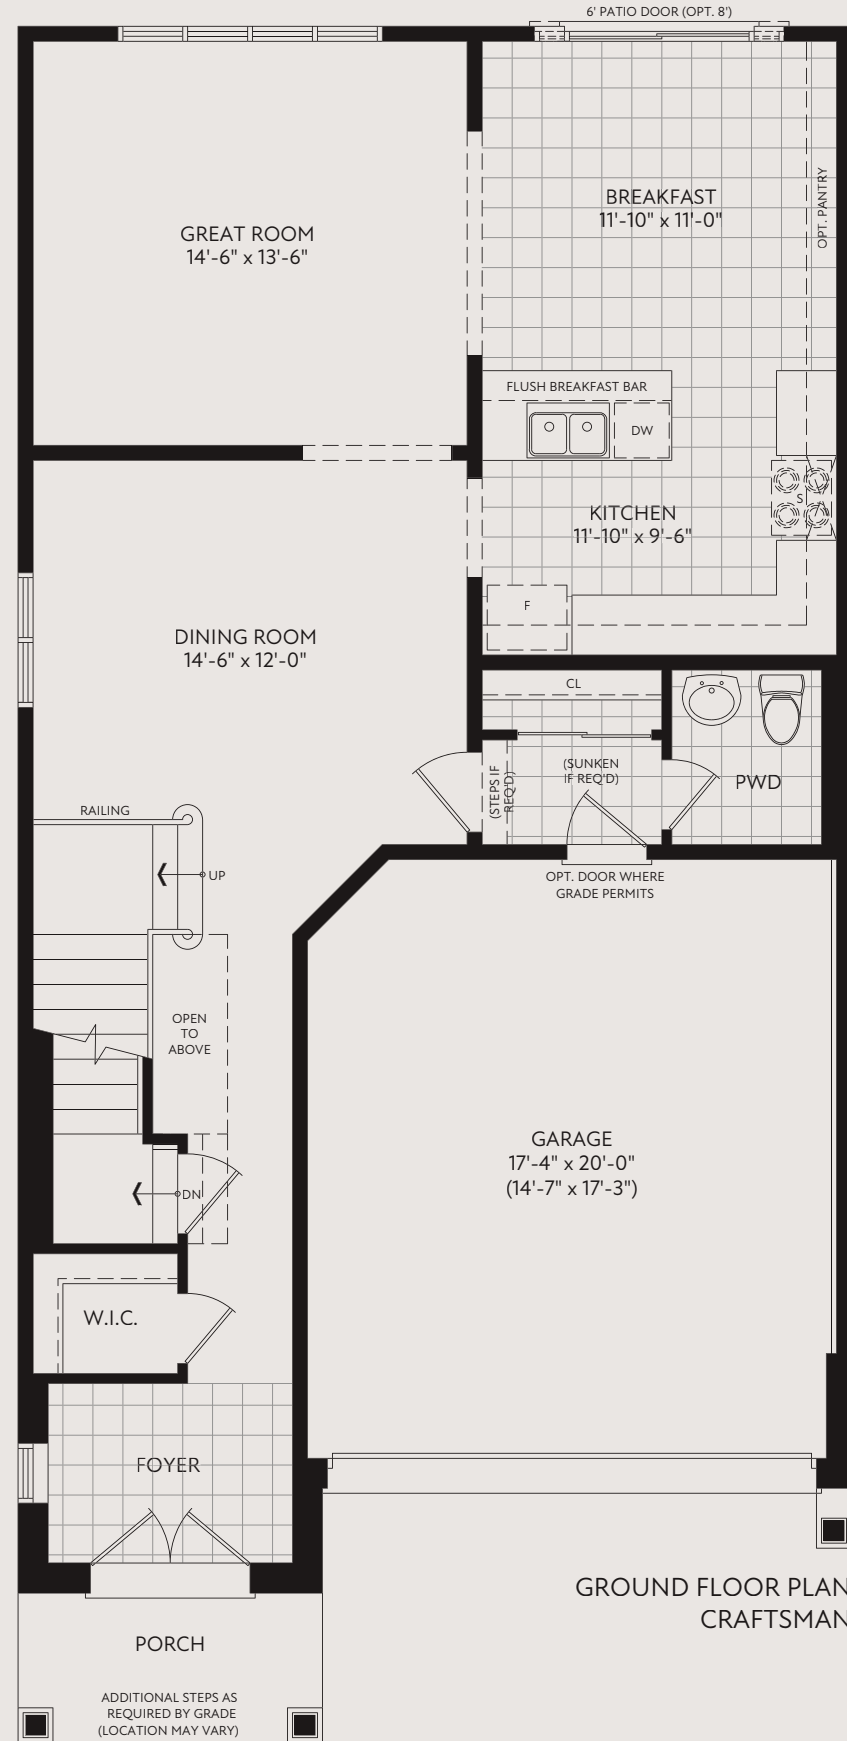 6' PATIO DOOR (OPT. 8')
GREAT ROOM
14'-6" x 13'-6"
BREAKFAST
11'-10" x 11'-0"
OPT. PANTRY
FLUSH BREAKFAST BAR
DW
S
KITCHEN
11'-10" x 9'-6"
F
DINING ROOM
14'-6" x 12'-0"
CL
(STEPS IF
REQ'D)
(SUNKEN
IF REQ'D)
PWD
RAILING
UP
OPT. DOOR WHERE
GRADE PERMITS
OPEN
TO
ABOVE
GARAGE
17'-4" x 20'-0"
(14'-7" x 17'-3")
DN
W.I.C.
FOYER
GROUND FLOOR PLAN
CRAFTSMAN
PORCH
ADDITIONAL STEPS AS
REQUIRED BY GRADE
(LOCATION MAY VARY)